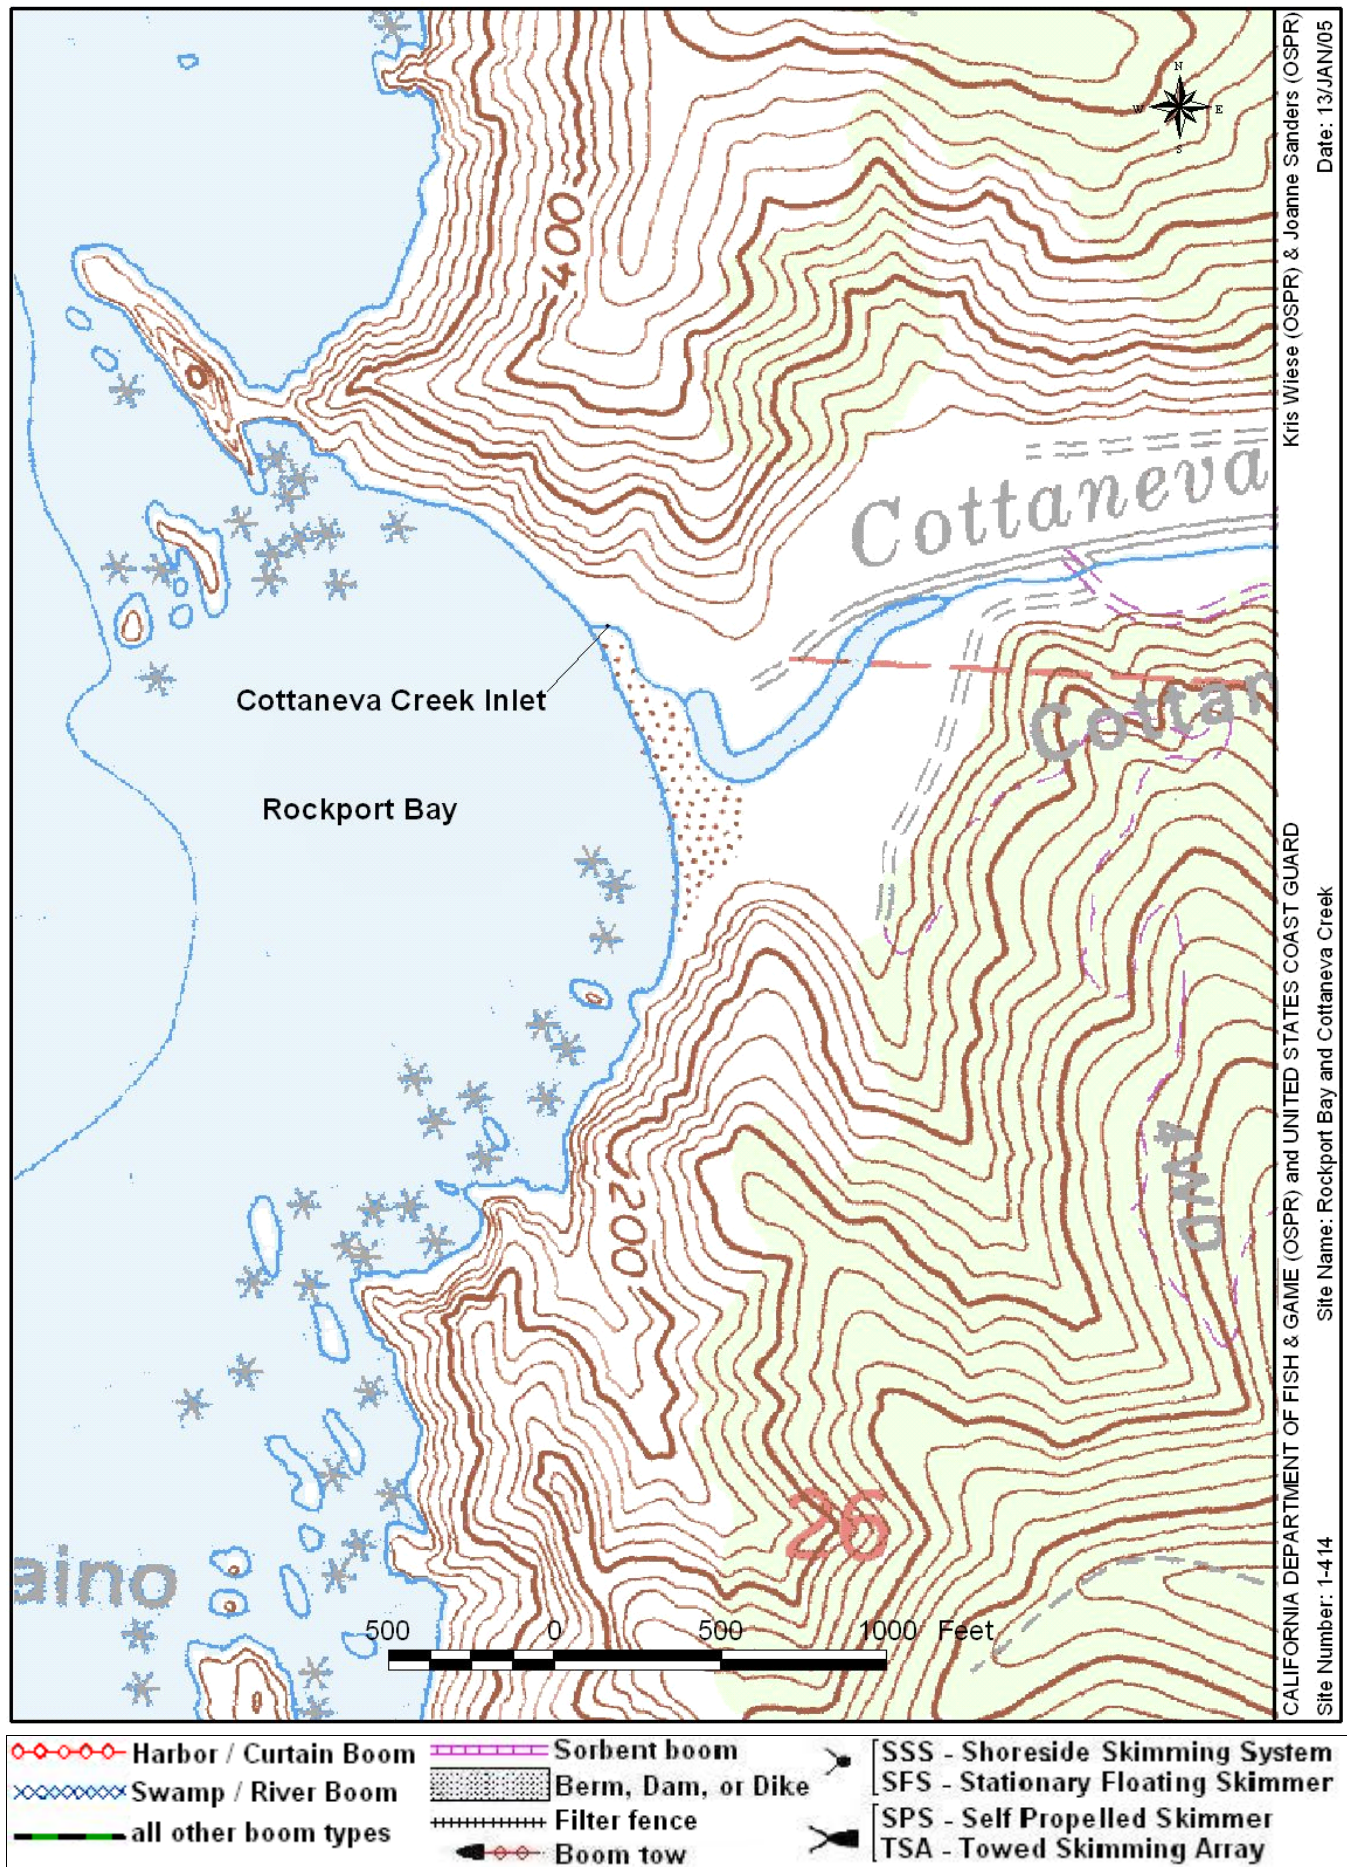 N
W E
S
400
Cottaneva
Cottaneva Creek Inlet
Cottan
Rockport Bay
200
4WD
26
aino
500 0 500 1000 Feet
Kris Wiese (OSPR) & Joanne Sanders (OSPR)
Date: 13/JAN/05
CALIFORNIA DEPARTMENT OF FISH & GAME (OSPR) and UNITED STATES COAST GUARD
Site Name: Rockport Bay and Cottaneva Creek
Site Number: 1-414
Harbor / Curtain Boom
Swamp / River Boom
all other boom types
Sorbent boom
Berm, Dam, or Dike
Filter fence
Boom tow
SSS - Shoreside Skimming System
SFS - Stationary Floating Skimmer
SPS - Self Propelled Skimmer
TSA - Towed Skimming Array